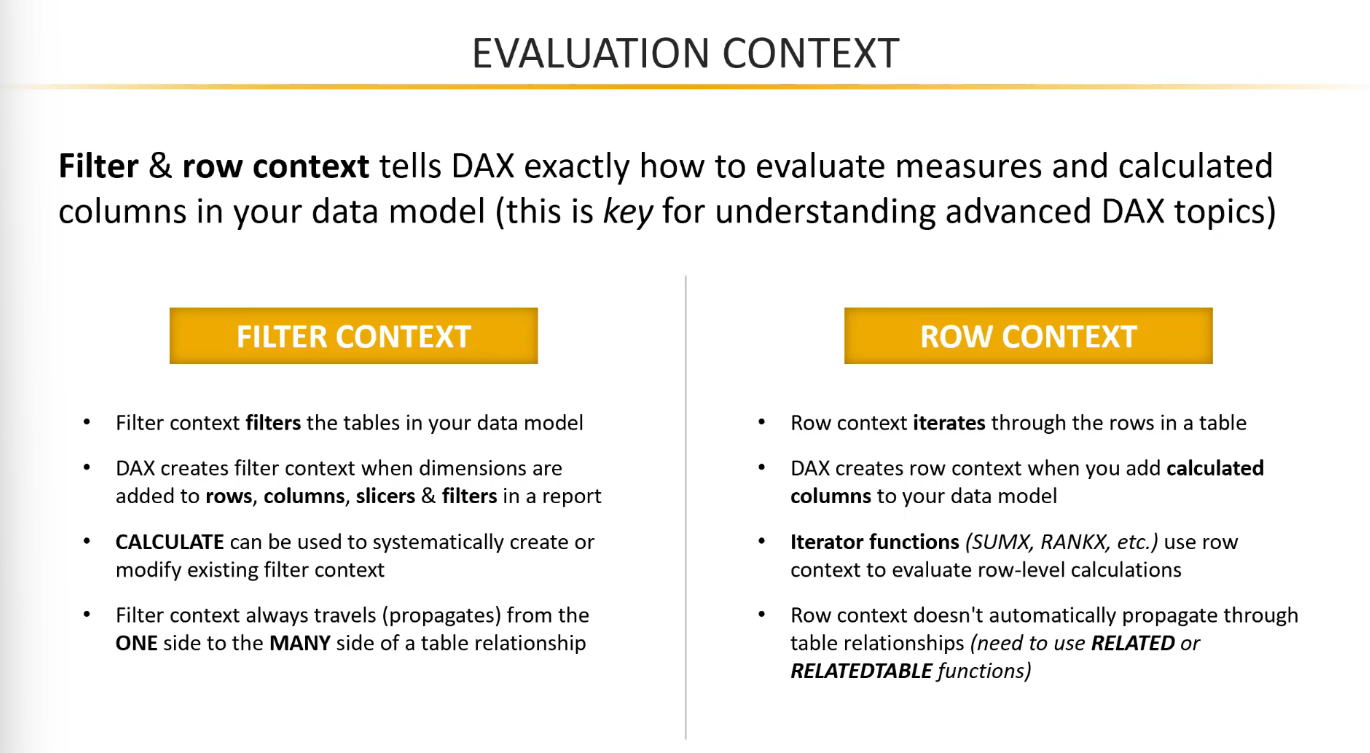 EVALUATION CONTEXT
Filter & row context tells DAX exactly how to evaluate measures and calculated
columns in your data model (this is key for understanding advanced DAX topics)
FILTER CONTEXT
• Filter context filters the tables in your data model
• DAX creates filter context when dimensions are
added to rows, columns, slicers & filters in a report
• CALCULATE can be used to systematically create or
modify existing filter context
• Filter context always travels (propagates) from the
ONE side to the MANY side of a table relationship
ROW CONTEXT
• Row context iterates through the rows in a table
• DAX creates row context when you add calculated
columns to your data model
• Iterator functions (SUMX, RANKX, etc.) use row
context to evaluate row-level calculations
• Row context doesn't automatically propagate through
table relationships (need to use RELATED or
RELATEDTABLE functions)